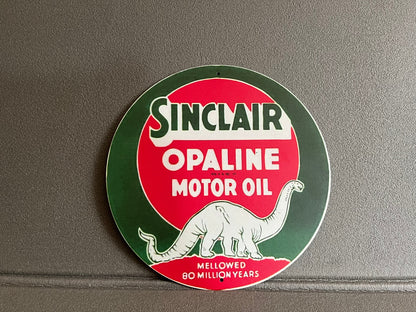 SINCLAIR
OPALINE
MOTOR OIL
MELLOWED
80 MILLION YEARS